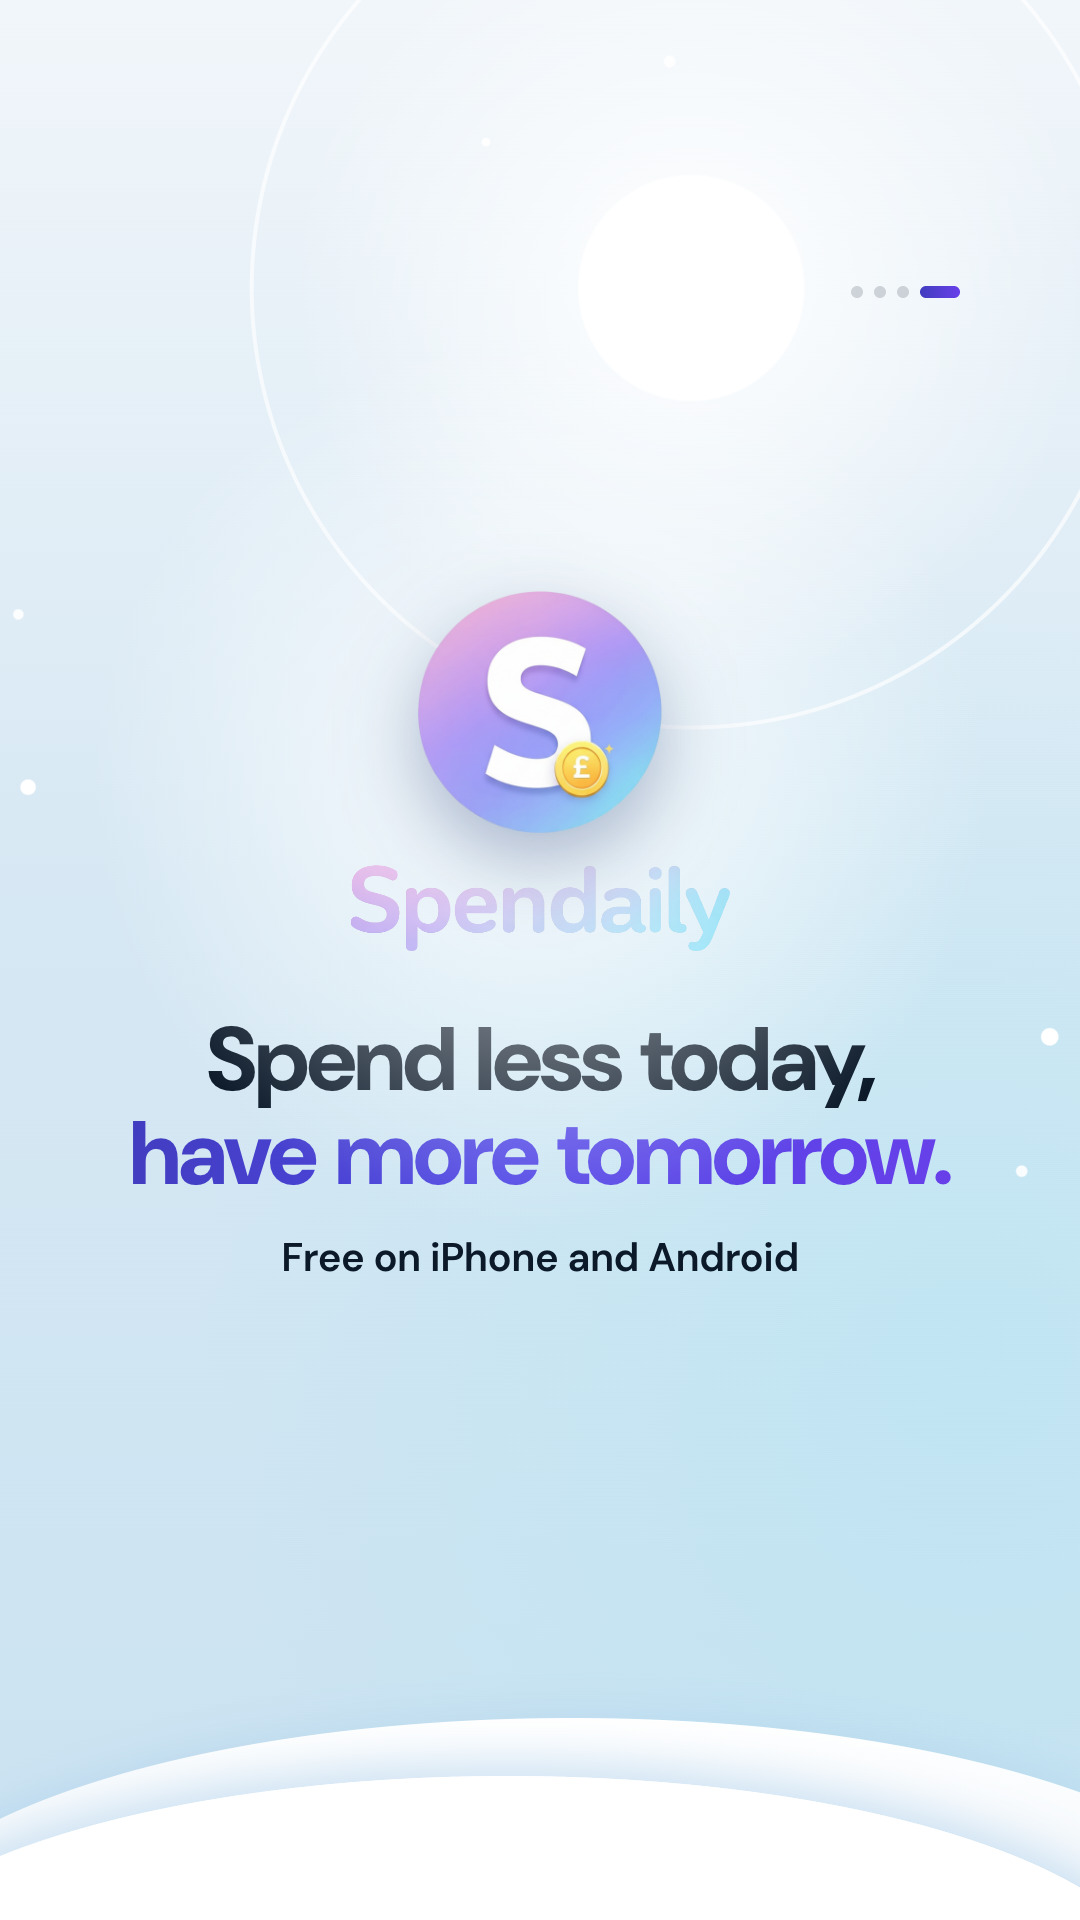 S
£
Spendaily
Spend less today,
have more tomorrow.
Free on iPhone and Android